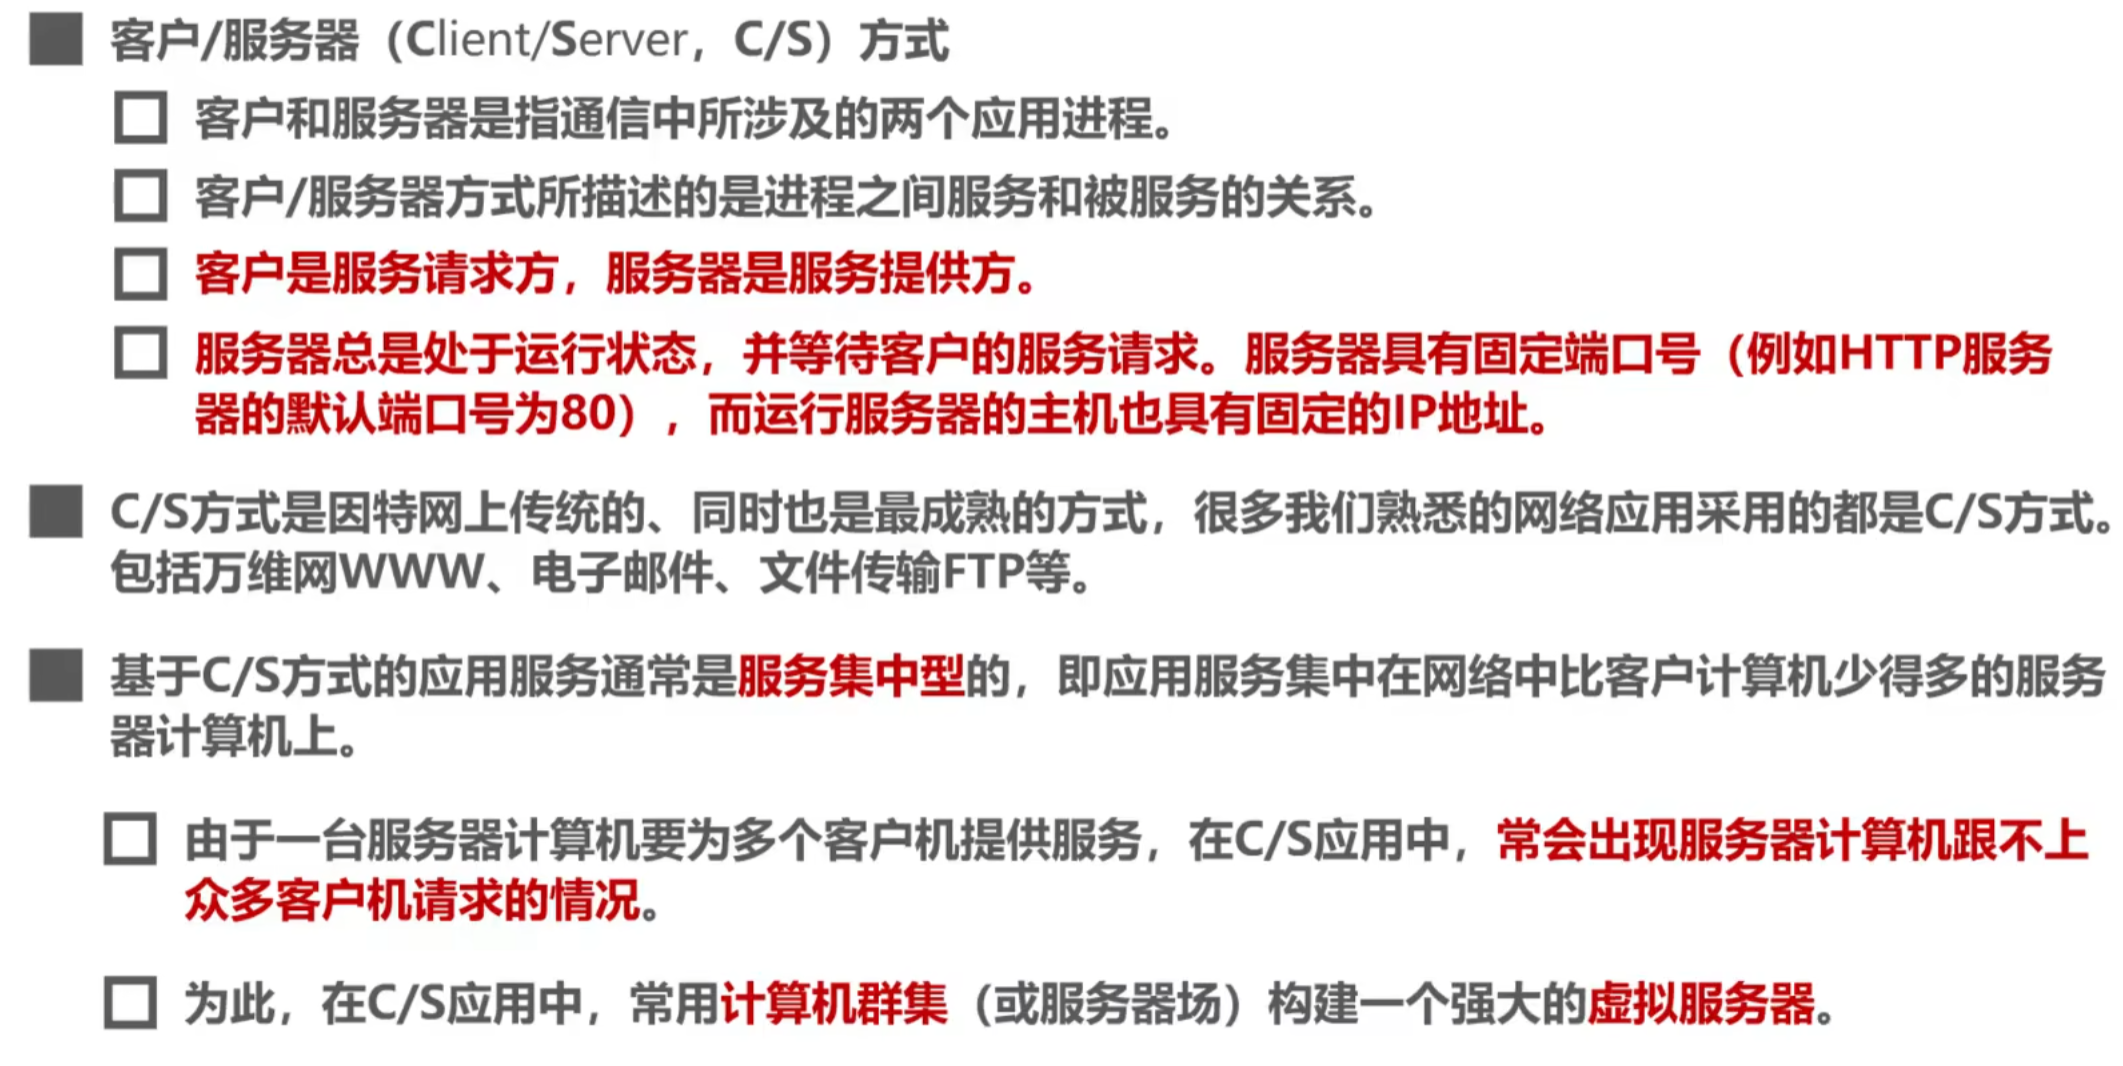 客户/服务器（Client/Server，C/S）方式
客户和服务器是指通信中所涉及的两个应用进程。
客户/服务器方式所描述的是进程之间服务和被服务的关系。
客户是服务请求方，服务器是服务提供方。
服务器总是处于运行状态，并等待客户的服务请求。服务器具有固定端口号（例如HTTP服务
器的默认端口号为80），而运行服务器的主机也具有固定的IP地址。
C/S方式是因特网上传统的、同时也是最成熟的方式，很多我们熟悉的网络应用采用的都是C/S方式。
包括万维网WWW、电子邮件、文件传输FTP等。
基于C/S方式的应用服务通常是服务集中型的，即应用服务集中在网络中比客户计算机少得多的服务
器计算机上。
由于一台服务器计算机要为多个客户机提供服务，在C/S应用中，常会出现服务器计算机跟不上
众多客户机请求的情况。
为此，在C/S应用中，常用计算机群集（或服务器场）构建一个强大的虚拟服务器。